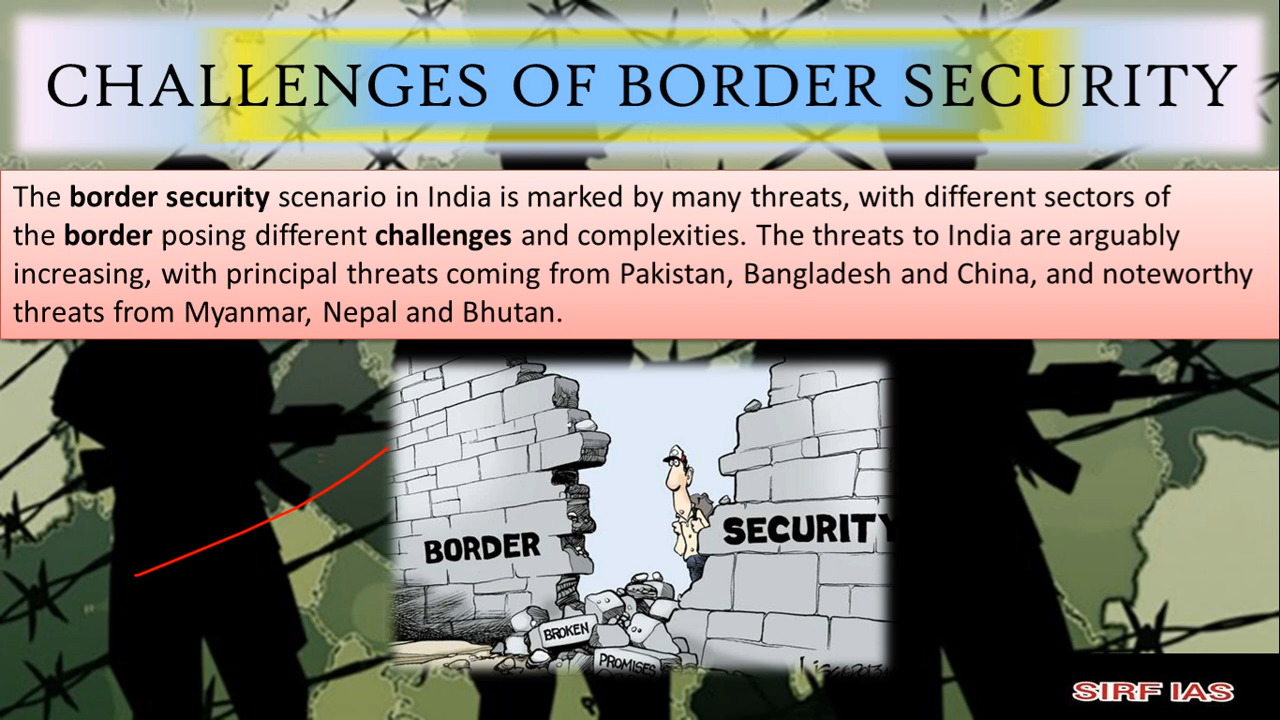 CHALLENGES OF BORDER SECURITY
The border security scenario in India is marked by many threats, with different sectors of
the border posing different challenges and complexities. The threats to India are arguably
increasing, with principal threats coming from Pakistan, Bangladesh and China, and noteworthy
threats from Myanmar, Nepal and Bhutan.
BORDER
SECURITY
BROKEN
PROMISES
SIRF IAS